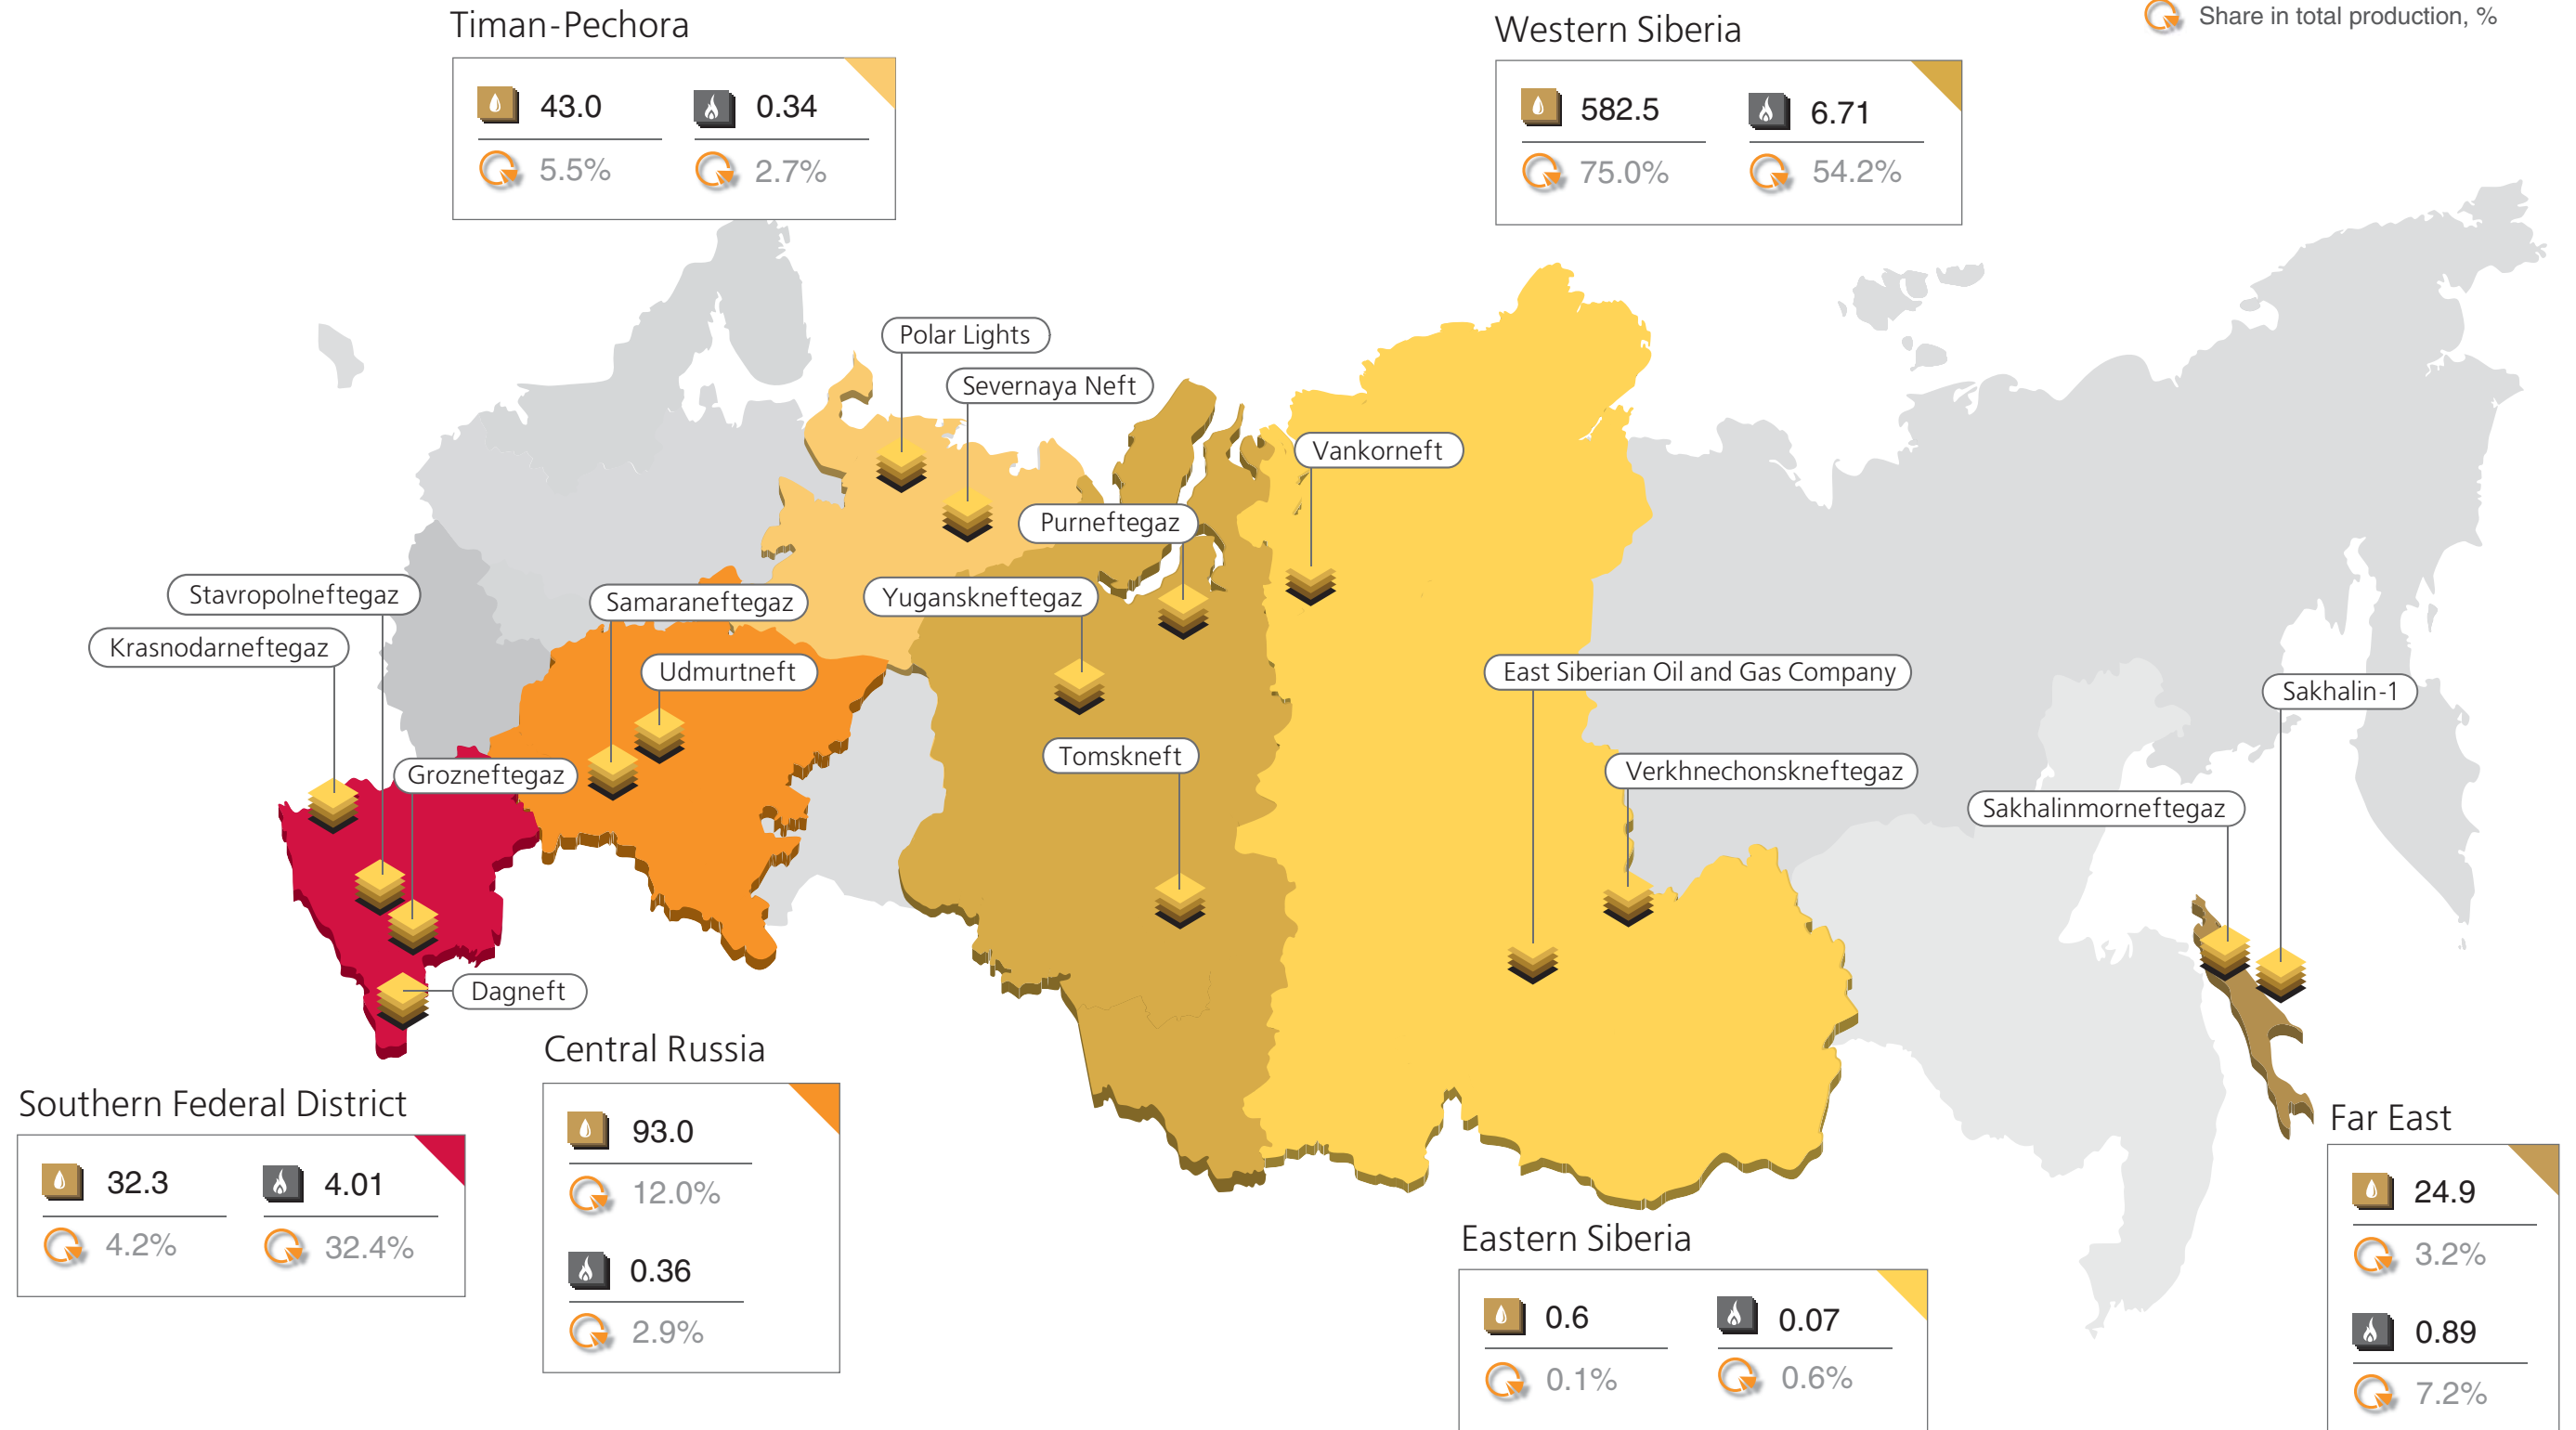 Timan-Pechora
43.0 0.34
5.5% 2.7%
Western Siberia
582.5 6.71
75.0% 54.2%
Share in total production, %
Polar Lights
Severnaya Neft
Vankorneft
Purneftegaz
Stavropolneftegaz
Samaraneftegaz
Yuganskneftegaz
Krasnodarneftegaz
Udmurtneft
East Siberian Oil and Gas Company
Sakhalin-1
Grozneftegaz
Tomskneft
Verkhnechonskneftegaz
Sakhalinmorneftegaz
Dagneft
Southern Federal District
32.3 4.01
4.2% 32.4%
Central Russia
93.0
12.0%
0.36
2.9%
Eastern Siberia
0.6 0.07
0.1% 0.6%
Far East
24.9
3.2%
0.89
7.2%